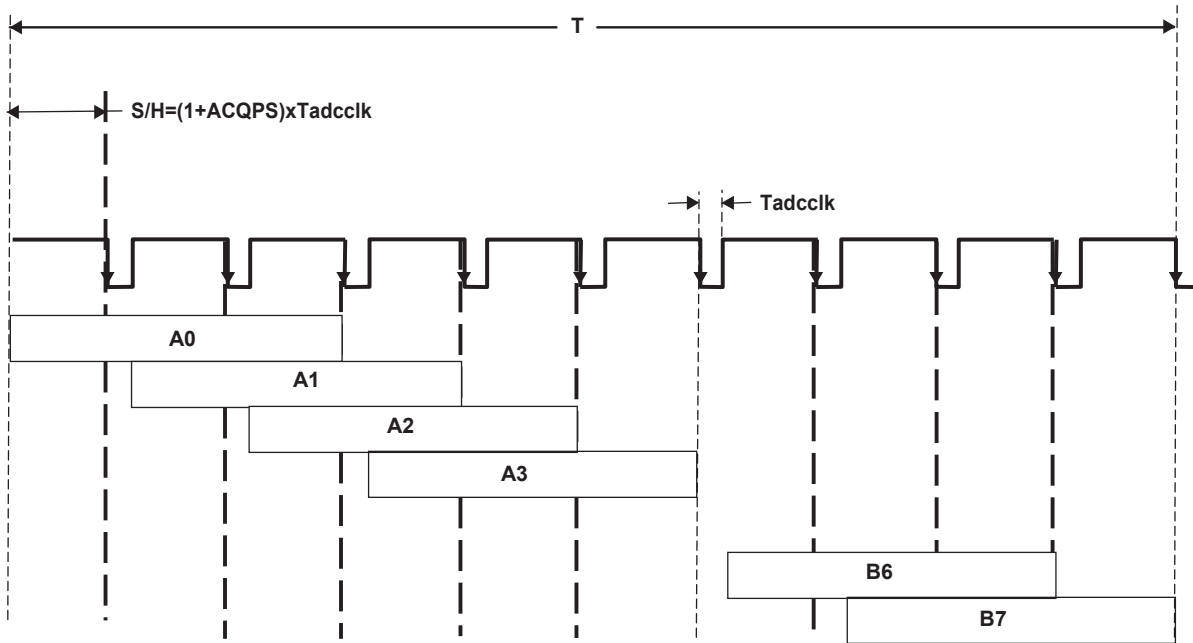 T
S/H=(1+ACQPS)xTadcclk
Tadcclk
A0
A1
A2
A3
B6
B7